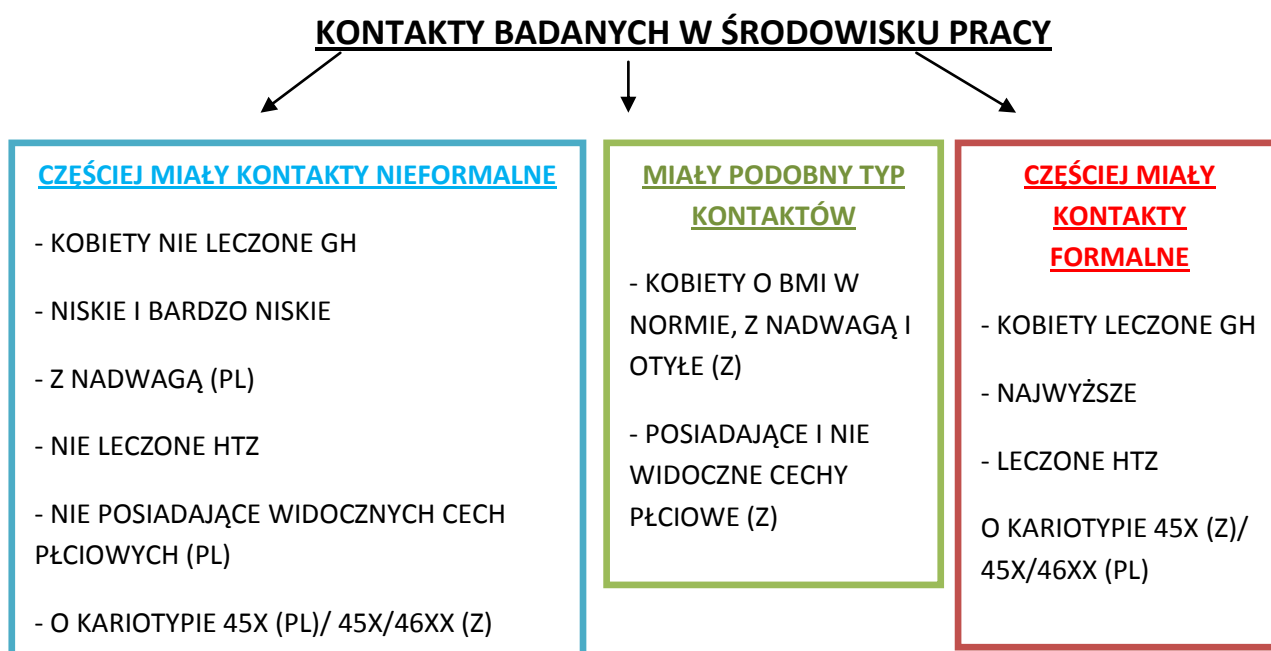 KONTAKTY BADANYCH W ŚRODOWISKU PRACY
CZĘŚCIEJ MIAŁY KONTAKTY NIEFORMALNE
- KOBIETY NIE LECZONE GH
- NISKIE I BARDZO NISKIE
- Z NADWAGĄ (PL)
- NIE LECZONE HTZ
- NIE POSIADAJĄCE WIDOCZNYCH CECH
PŁCIOWYCH (PL)
- O KARIOTYPIE 45X (PL)/ 45X/46XX (Z)
MIAŁY PODOBNY TYP
KONTAKTÓW
- KOBIETY O BMI W
NORMIE, Z NADWAGĄ I
OTYŁE (Z)
- POSIADAJĄCE I NIE
WIDOCZNE CECHY
PŁCIOWE (Z)
CZĘŚCIEJ MIAŁY
KONTAKTY
FORMALNE
- KOBIETY LECZONE GH
- NAJWYŻSZE
- LECZONE HTZ
O KARIOTYPIE 45X (Z)/
45X/46XX (PL)